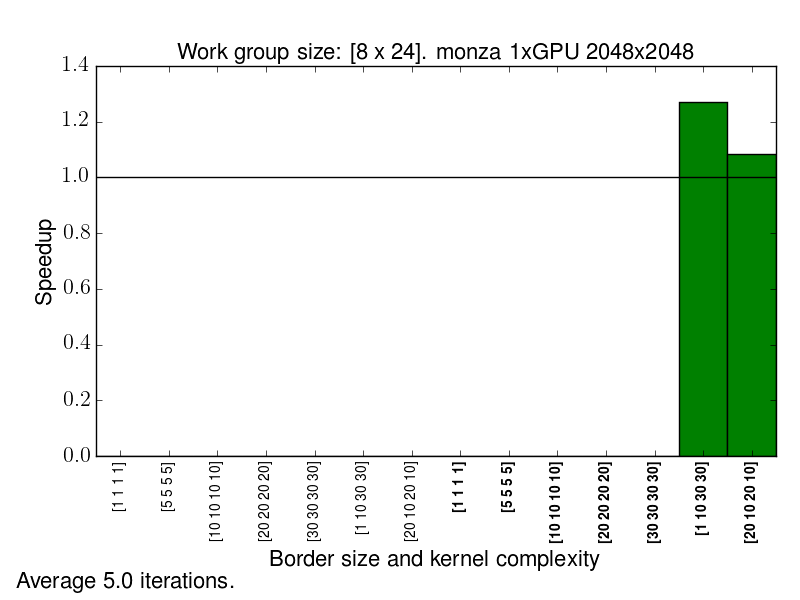 Work group size: [8 x 24]. monza 1xGPU 2048x2048
1.4
1.2
1.0
0.8
0.6
0.4
0.2
0.0
Speedup
[1 1 1 1]
[5 5 5 5]
[10 10 10 10]
[20 20 20 20]
[30 30 30 30]
[1 10 30 30]
[20 10 20 10]
[1 1 1 1]
[5 5 5 5]
[10 10 10 10]
[20 20 20 20]
[30 30 30 30]
[1 10 30 30]
[20 10 20 10]
Border size and kernel complexity
Average 5.0 iterations.